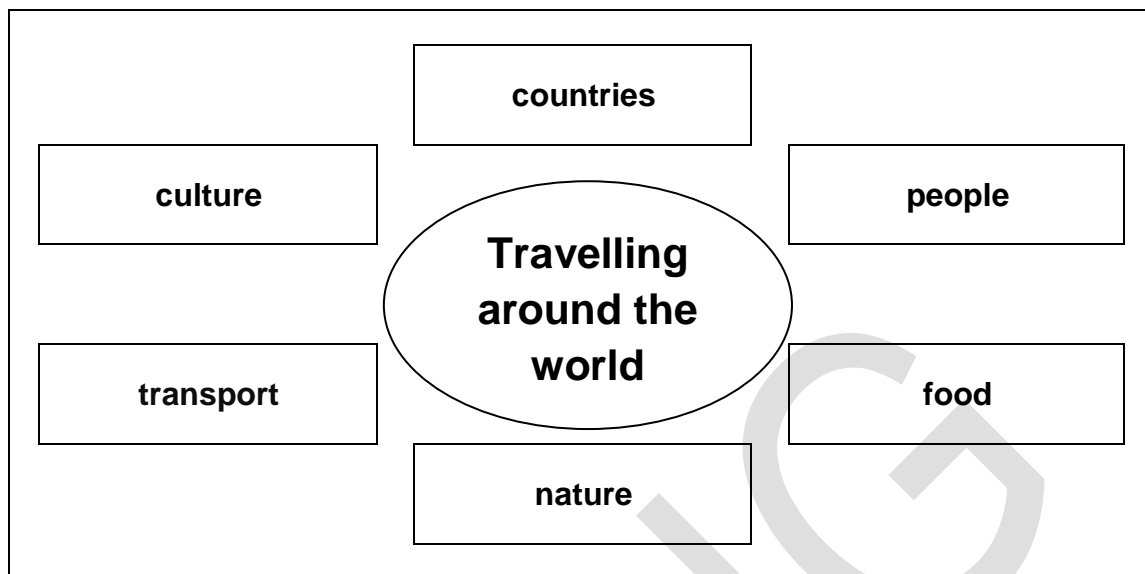 countries
culture
people
Travelling
around the
world
transport
food
nature